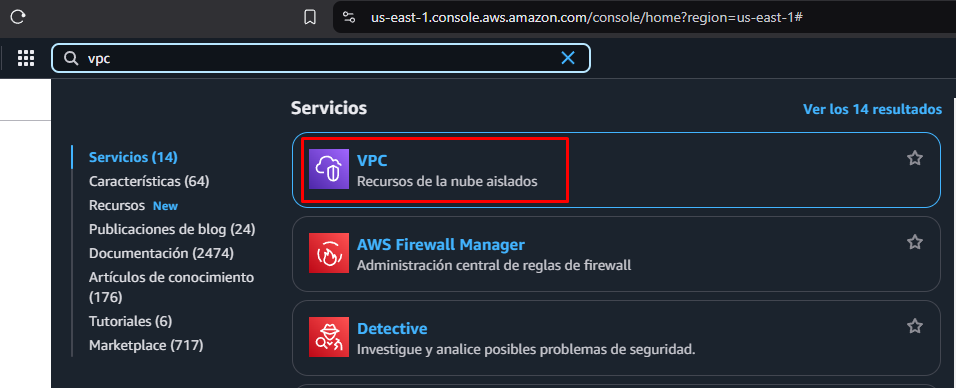 us-east-1.console.aws.amazon.com/console/home?region=us-east-1#
vpc
Servicios
Ver los 14 resultados
Servicios (14)
Características (64)
Recursos New
Publicaciones de blog (24)
Documentación (2474)
Artículos de conocimiento
(176)
Tutoriales (6)
Marketplace (717)
VPC
Recursos de la nube aislados
AWS Firewall Manager
Administración central de reglas de firewall
Detective
Investigue y analice posibles problemas de seguridad.